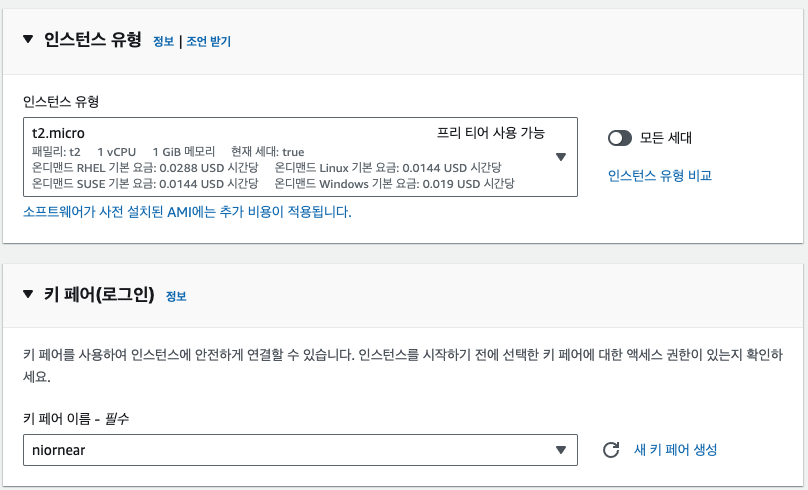 인스턴스 유형 정보 | 조언 받기
인스턴스 유형
t2.micro 프리 티어 사용 가능
패밀리: t2 1 vCPU 1 GiB 메모리 현재 세대: true
온디맨드 RHEL 기본 요금: 0.0288 USD 시간당 온디맨드 Linux 기본 요금: 0.0144 USD 시간당
온디맨드 SUSE 기본 요금: 0.0144 USD 시간당 온디맨드 Windows 기본 요금: 0.019 USD 시간당
모든 세대
인스턴스 유형 비교
소프트웨어가 사전 설치된 AMI에는 추가 비용이 적용됩니다.
키 페어(로그인) 정보
키 페어를 사용하여 인스턴스에 안전하게 연결할 수 있습니다. 인스턴스를 시작하기 전에 선택한 키 페어에 대한 액세스 권한이 있는지 확인하
세요.
키 페어 이름 - 필수
niornear
새 키 페어 생성